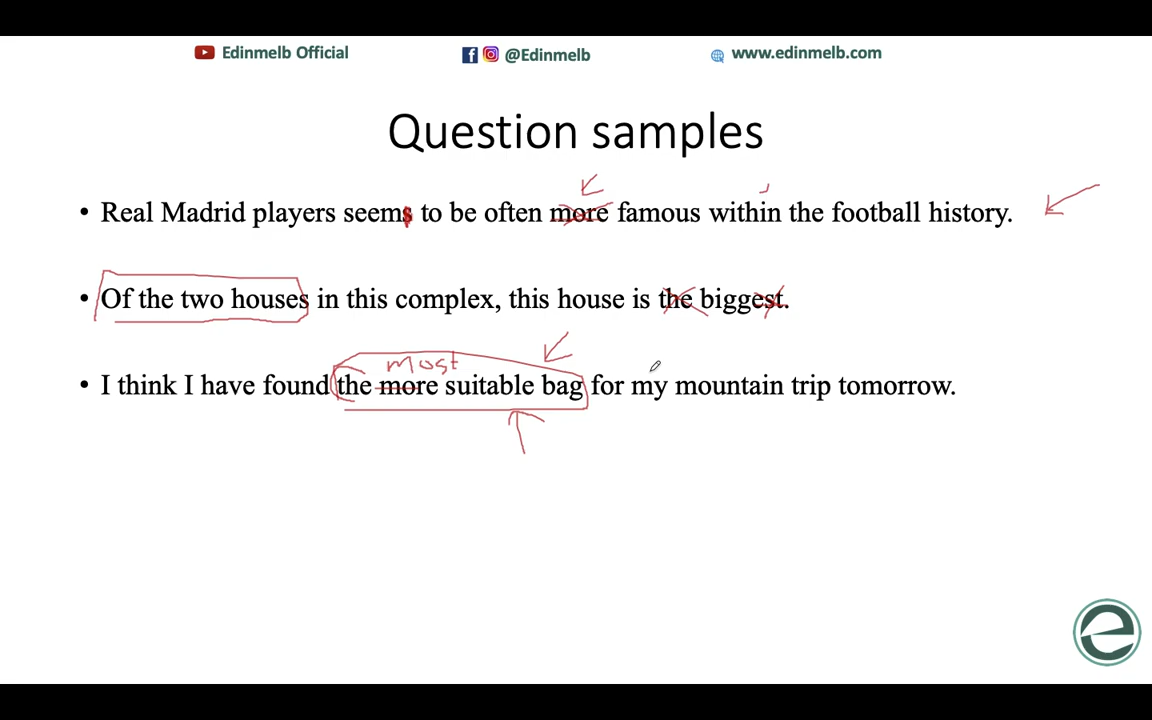 Edinmelb Official @Edinmelb www.edinmelb.com
Question samples
• Real Madrid players seems to be often more famous within the football history.
• Of the two houses in this complex, this house is the biggest.
most
• I think I have found the more suitable bag for my mountain trip tomorrow.
e